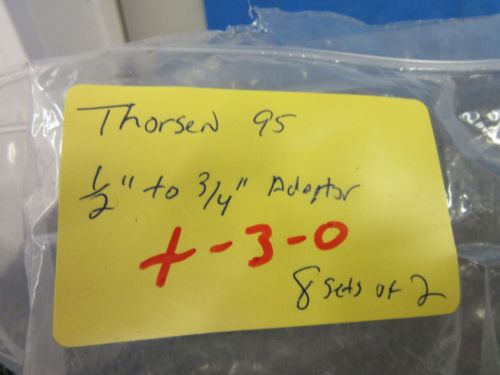 Thorsen 95
1/2" to 3/4" Adaptor
+-3-0
8 sets of 2